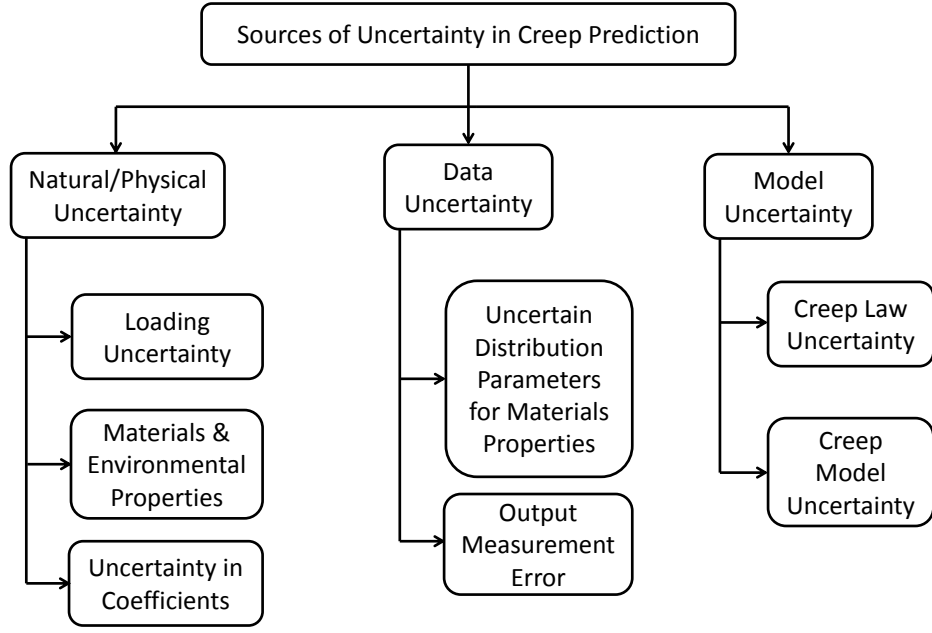 Sources of Uncertainty in Creep Prediction
Natural/Physical
Uncertainty
Data
Uncertainty
Model
Uncertainty
Loading
Uncertainty
Materials &
Environmental
Properties
Uncertainty in
Coefficients
Uncertain
Distribution
Parameters
for Materials
Properties
Output
Measurement
Error
Creep Law
Uncertainty
Creep
Model
Uncertainty